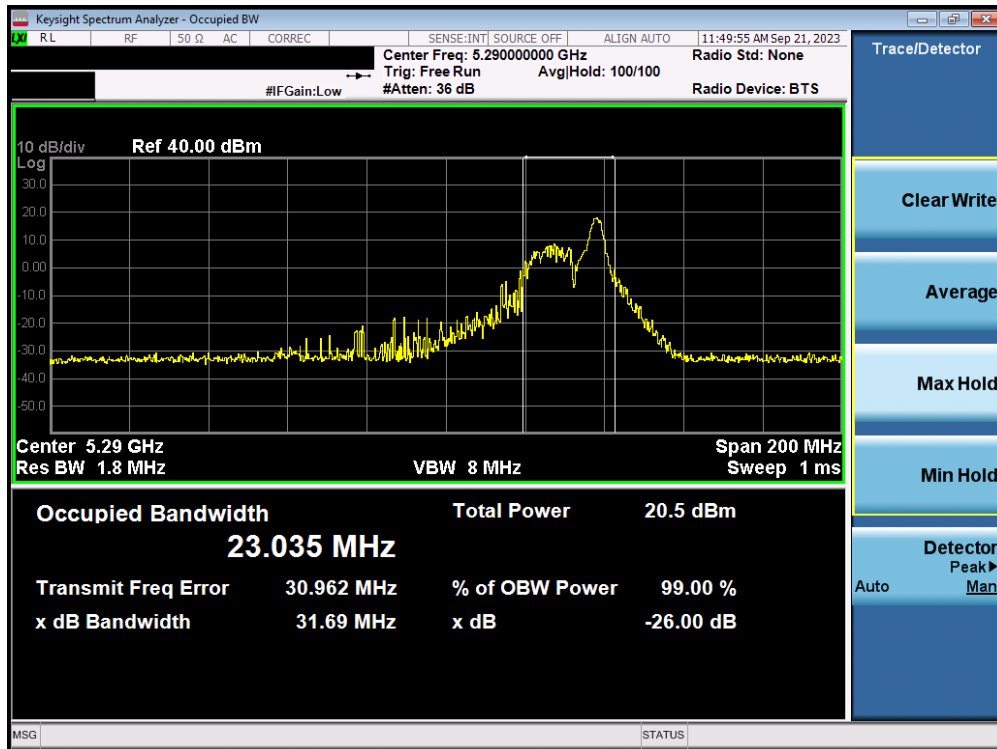 Keysight Spectrum Analyzer - Occupied BW
LXI RL RF 50 Ω AC CORREC SENSE:INT SOURCE OFF ALIGN AUTO 11:49:55 AM Sep 21, 2023
Center Freq: 5.290000000 GHz Radio Std: None
Trig: Free Run Avg|Hold: 100/100
#IFGain:Low #Atten: 36 dB Radio Device: BTS
Trace/Detector
10 dB/div Ref 40.00 dBm
Log
30.0
20.0
10.0
0.00
-10.0
-20.0
-30.0
-40.0
-50.0
Center 5.29 GHz Span 200 MHz
Res BW 1.8 MHz VBW 8 MHz Sweep 1 ms
Clear Write
Average
Max Hold
Min Hold
Detector
Peak▶
Auto Man
Occupied Bandwidth Total Power 20.5 dBm
23.035 MHz
Transmit Freq Error 30.962 MHz % of OBW Power 99.00 %
x dB Bandwidth 31.69 MHz x dB -26.00 dB
MSG STATUS